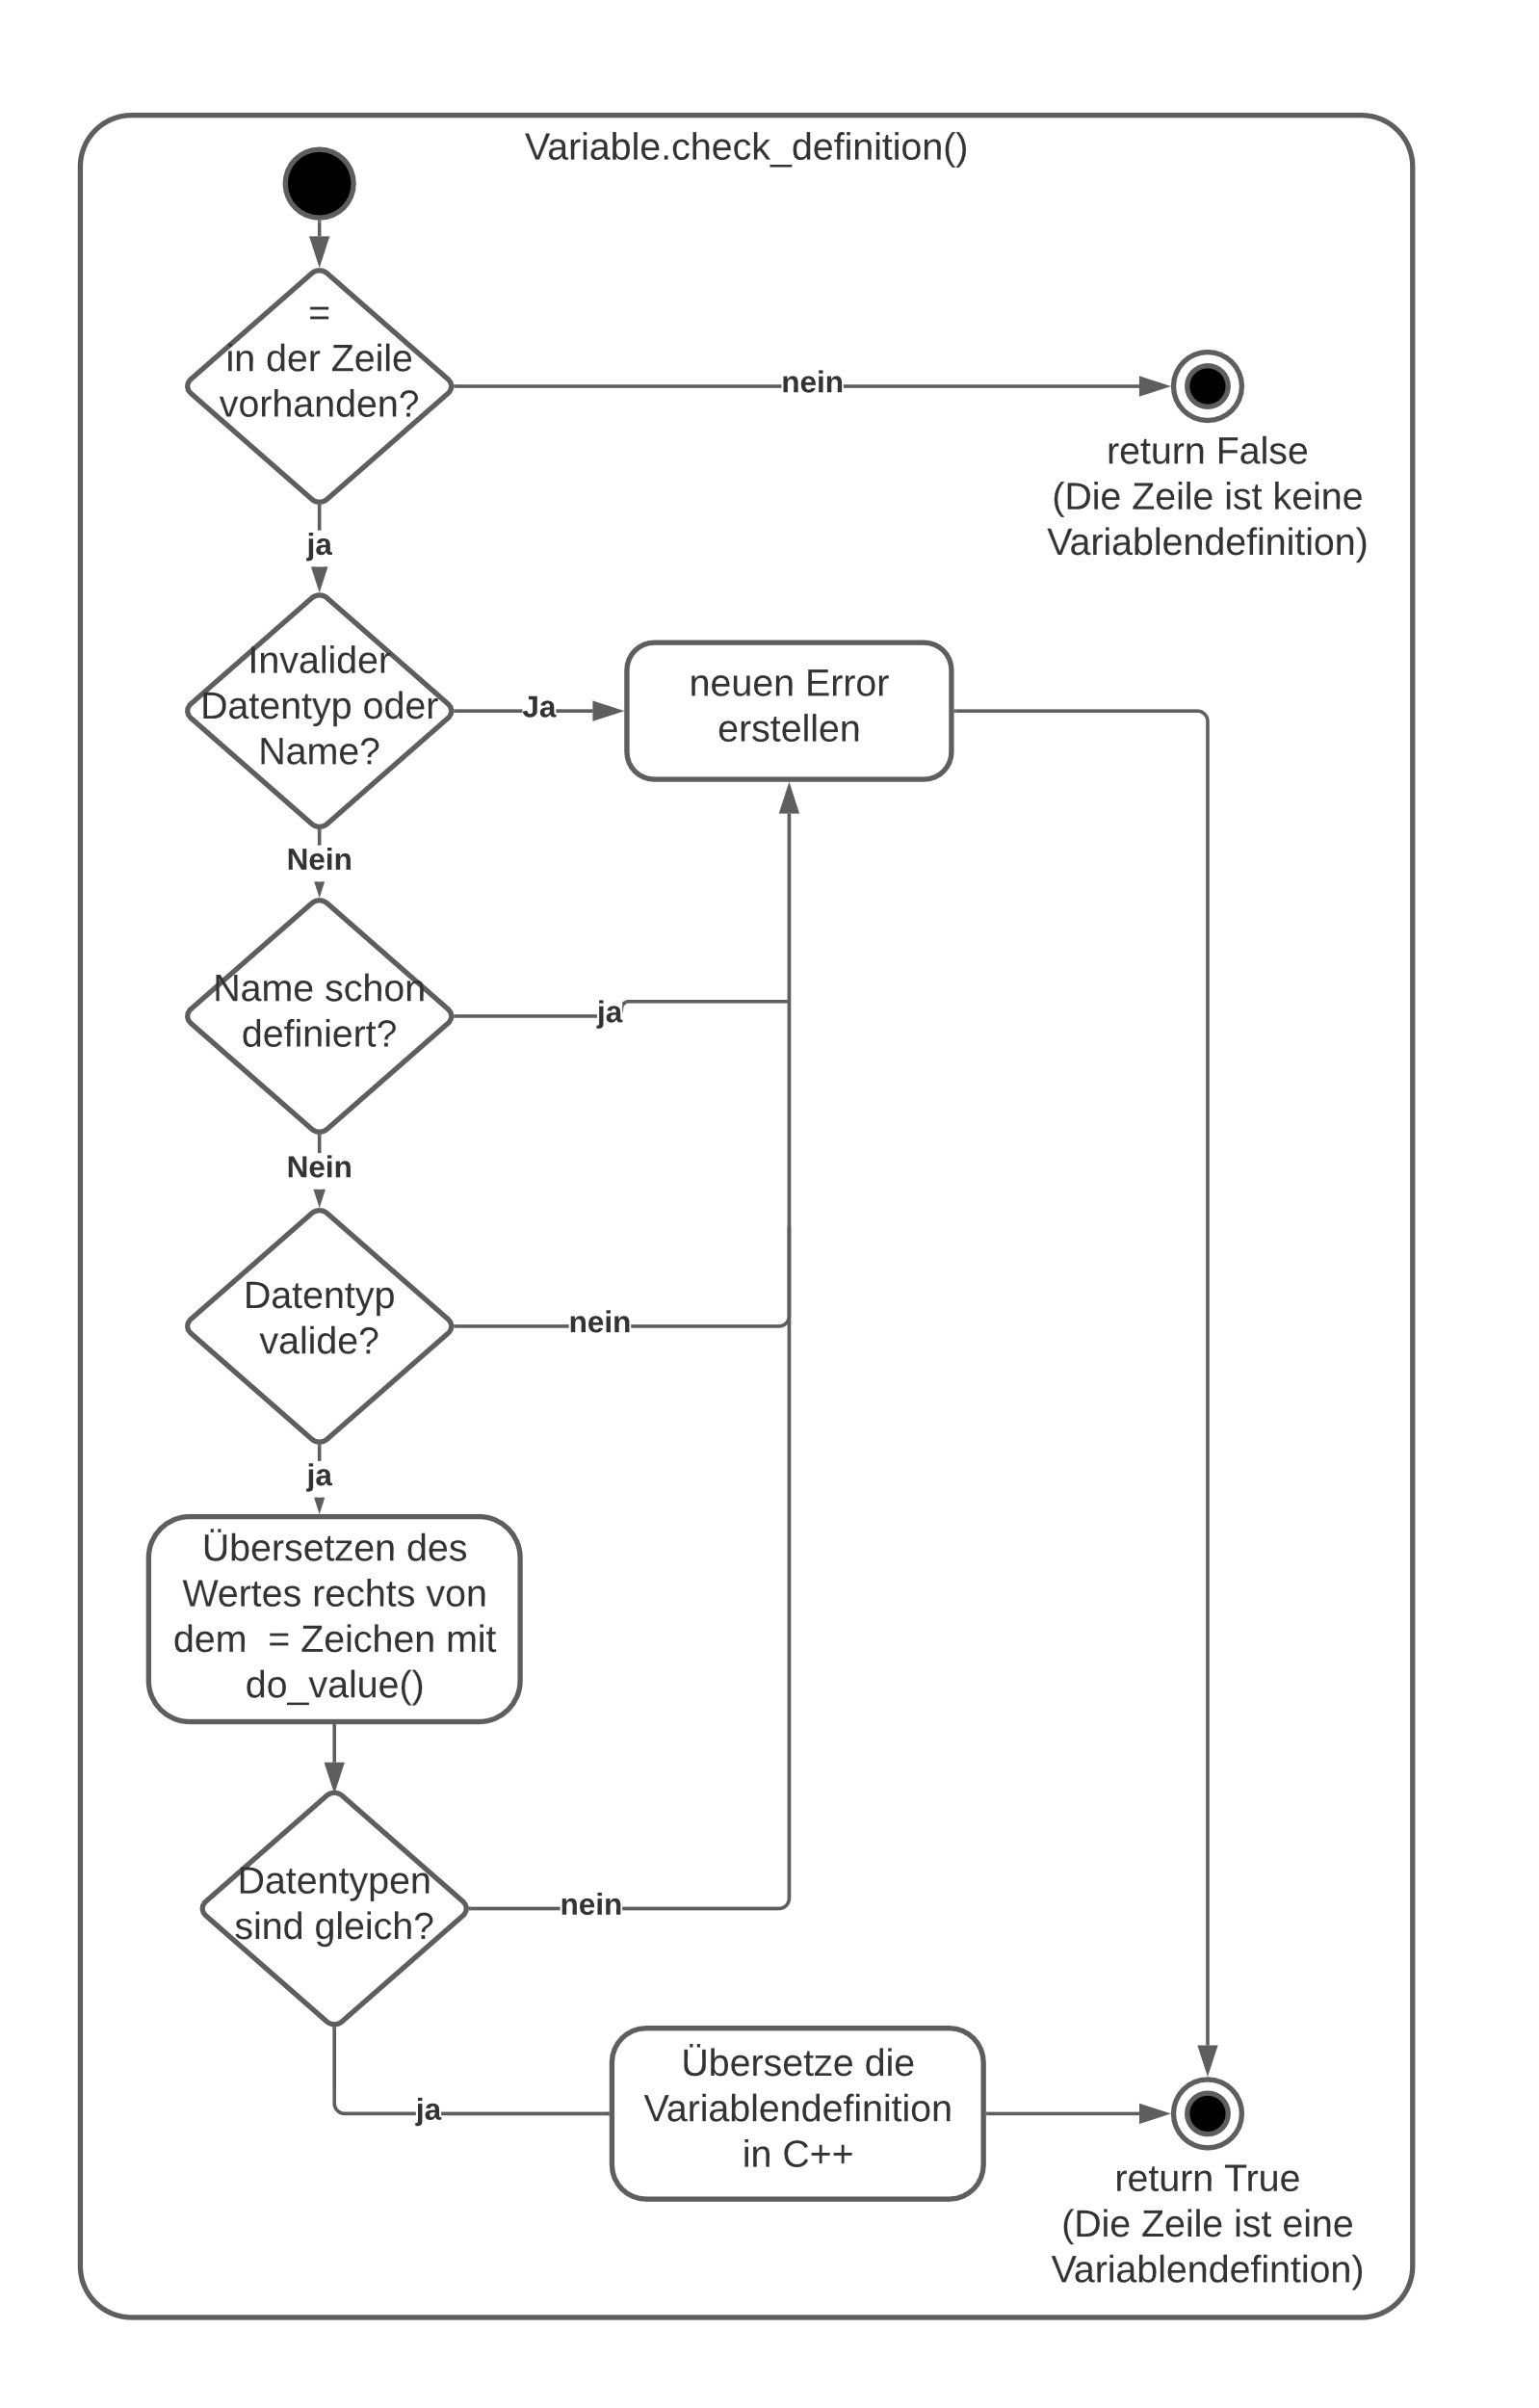 Variable.check_definition()
=
in der Zeile
vorhanden?
nein
return False
(Die Zeile ist keine
Variablendefinition)
ja
Invalider
Datentyp oder
Name?
Ja
neuen Error
erstellen
Nein
Name schon
definiert?
ja
Nein
Datentyp
valide?
nein
ja
Übersetzen des
Wertes rechts von
dem  = Zeichen mit
do_value()
Datentypen
sind gleich?
nein
ja
Übersetze die
Variablendefinition
in C++
return True
(Die Zeile ist eine
Variablendefintion)